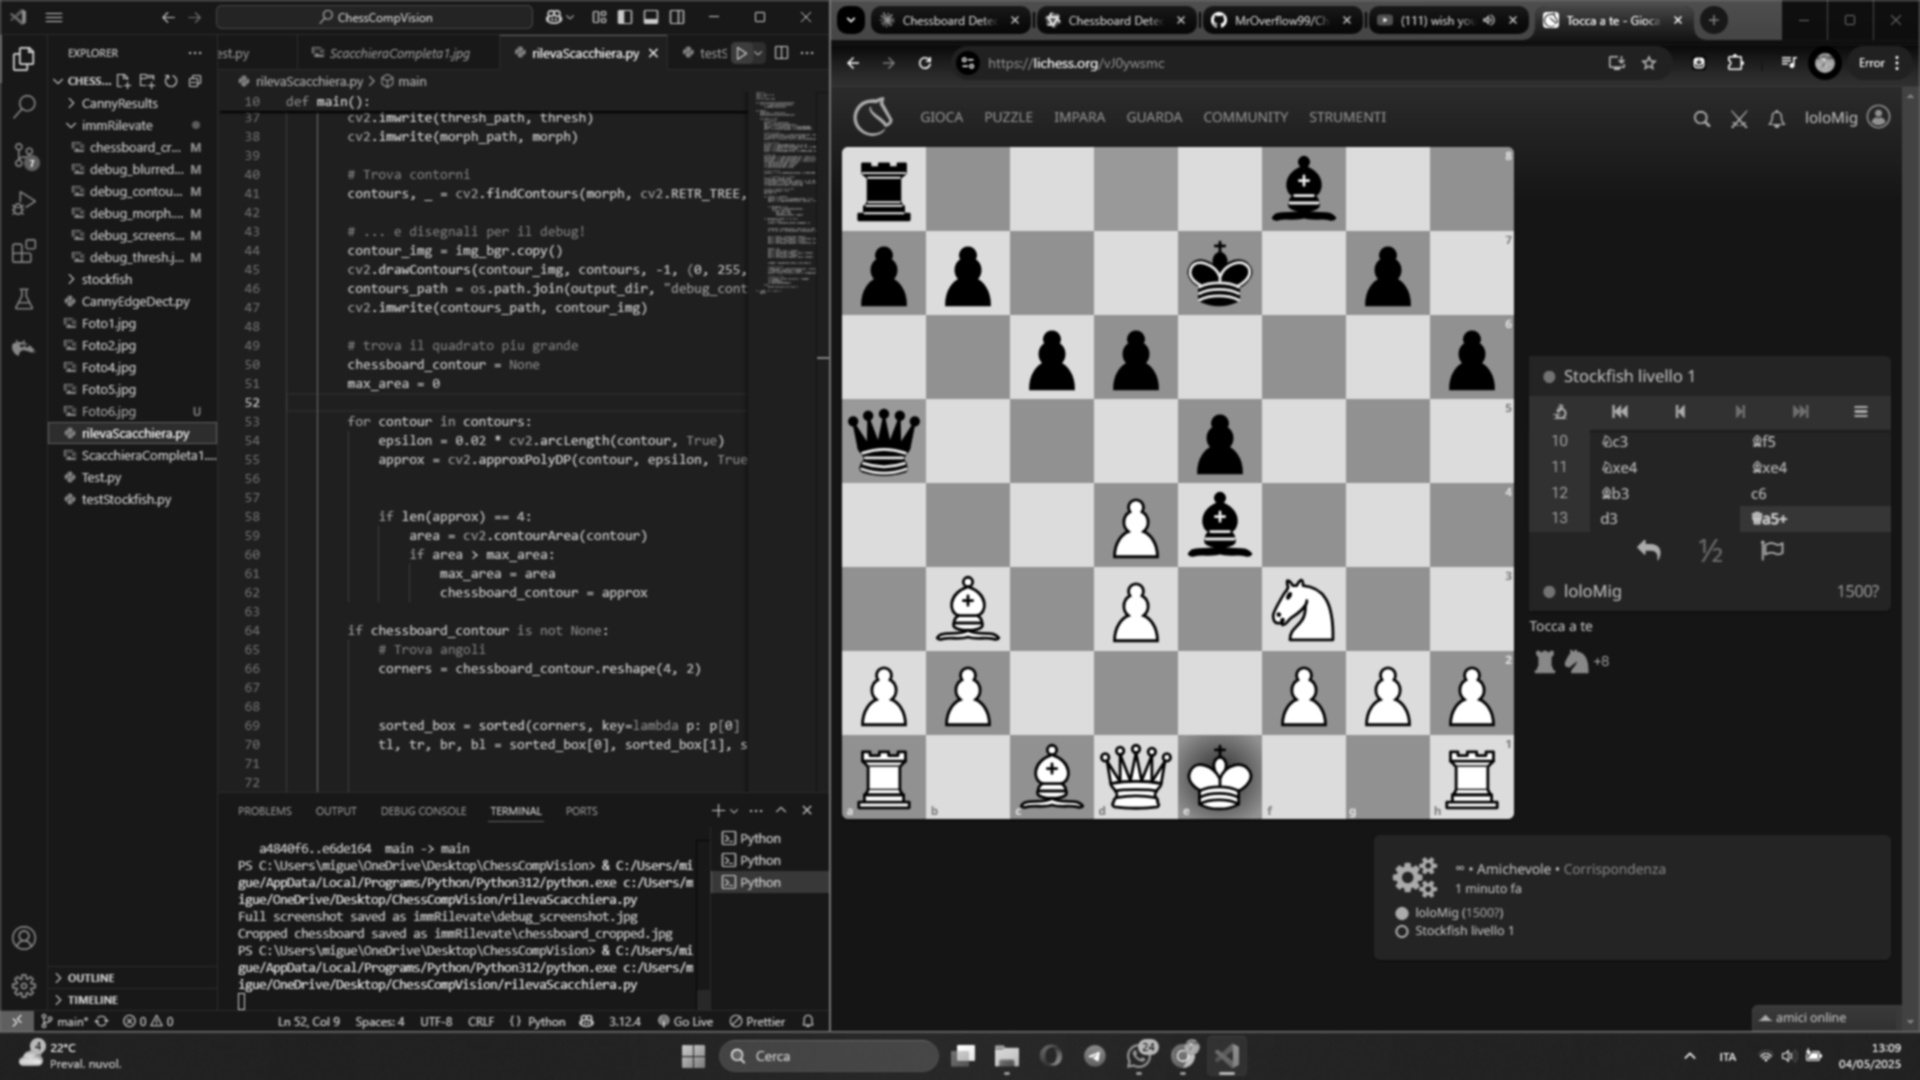 ChessCompVision
EXPLORER
CHESS...
CannyResults
immRilevate
chessboard_cr... M
debug_blurred... M
debug_contou... M
debug_morph.... M
debug_screens... M
debug_thresh.j... M
stockfish
CannyEdgeDect.py
Foto1.jpg
Foto2.jpg
Foto4.jpg
Foto5.jpg
Foto6.jpg U
rilevaScacchiera.py
ScacchieraCompleta1....
Test.py
testStockfish.py
OUTLINE
TIMELINE
est.py ScacchieraCompleta1.jpg rilevaScacchiera.py testS
rilevaScacchiera.py > main
10 def main():
37 cv2.imwrite(thresh_path, thresh)
38 cv2.imwrite(morph_path, morph)
39
40 # Trova contorni
41 contours, _ = cv2.findContours(morph, cv2.RETR_TREE,
42
43 # ... e disegnali per il debug!
44 contour_img = img_bgr.copy()
45 cv2.drawContours(contour_img, contours, -1, (0, 255,
46 contours_path = os.path.join(output_dir, "debug_cont
47 cv2.imwrite(contours_path, contour_img)
48
49 # trova il quadrato piu grande
50 chessboard_contour = None
51 max_area = 0
52
53 for contour in contours:
54 epsilon = 0.02 * cv2.arcLength(contour, True)
55 approx = cv2.approxPolyDP(contour, epsilon, True
56
57
58 if len(approx) == 4:
59 area = cv2.contourArea(contour)
60 if area > max_area:
61 max_area = area
62 chessboard_contour = approx
63
64 if chessboard_contour is not None:
65 # Trova angoli
66 corners = chessboard_contour.reshape(4, 2)
67
68
69 sorted_box = sorted(corners, key=lambda p: p[0]
70 tl, tr, br, bl = sorted_box[0], sorted_box[1], s
71
72
PROBLEMS OUTPUT DEBUG CONSOLE TERMINAL PORTS
a4840f6..e6de164 main -> main
PS C:\Users\migue\OneDrive\Desktop\ChessCompVision> & C:/Users/mi
gue/AppData/Local/Programs/Python/Python312/python.exe c:/Users/m
igue/OneDrive/Desktop/ChessCompVision/rilevaScacchiera.py
Full screenshot saved as immRilevate\debug_screenshot.jpg
Cropped chessboard saved as immRilevate\chessboard_cropped.jpg
PS C:\Users\migue\OneDrive\Desktop\ChessCompVision> & C:/Users/mi
gue/AppData/Local/Programs/Python/Python312/python.exe c:/Users/m
igue/OneDrive/Desktop/ChessCompVision/rilevaScacchiera.py
Python
Python
Python
main* 0 0 Ln 52, Col 9 Spaces: 4 UTF-8 CRLF {} Python 3.12.4 Go Live Prettier
Chessboard Dete Chessboard Dete MrOverflow99/Ch (111) wish you Tocca a te - Gioca
https://lichess.org/vJ0ywsmc
Error
GIOCA PUZZLE IMPARA GUARDA COMMUNITY STRUMENTI
loloMig
8
7
6
5
4
3
2
1
a b c d e f g h
Stockfish livello 1
10 ♘c3 ♗f5
11 ♘xe4 ♗xe4
12 ♗b3 c6
13 d3 ♛a5+
½
loloMig 1500?
Tocca a te
+8
∞ • Amichevole • Corrispondenza
1 minuto fa
loloMig (1500?)
Stockfish livello 1
amici online
4
22°C
Preval. nuvol.
Cerca
24
ITA
13:09
04/05/2025